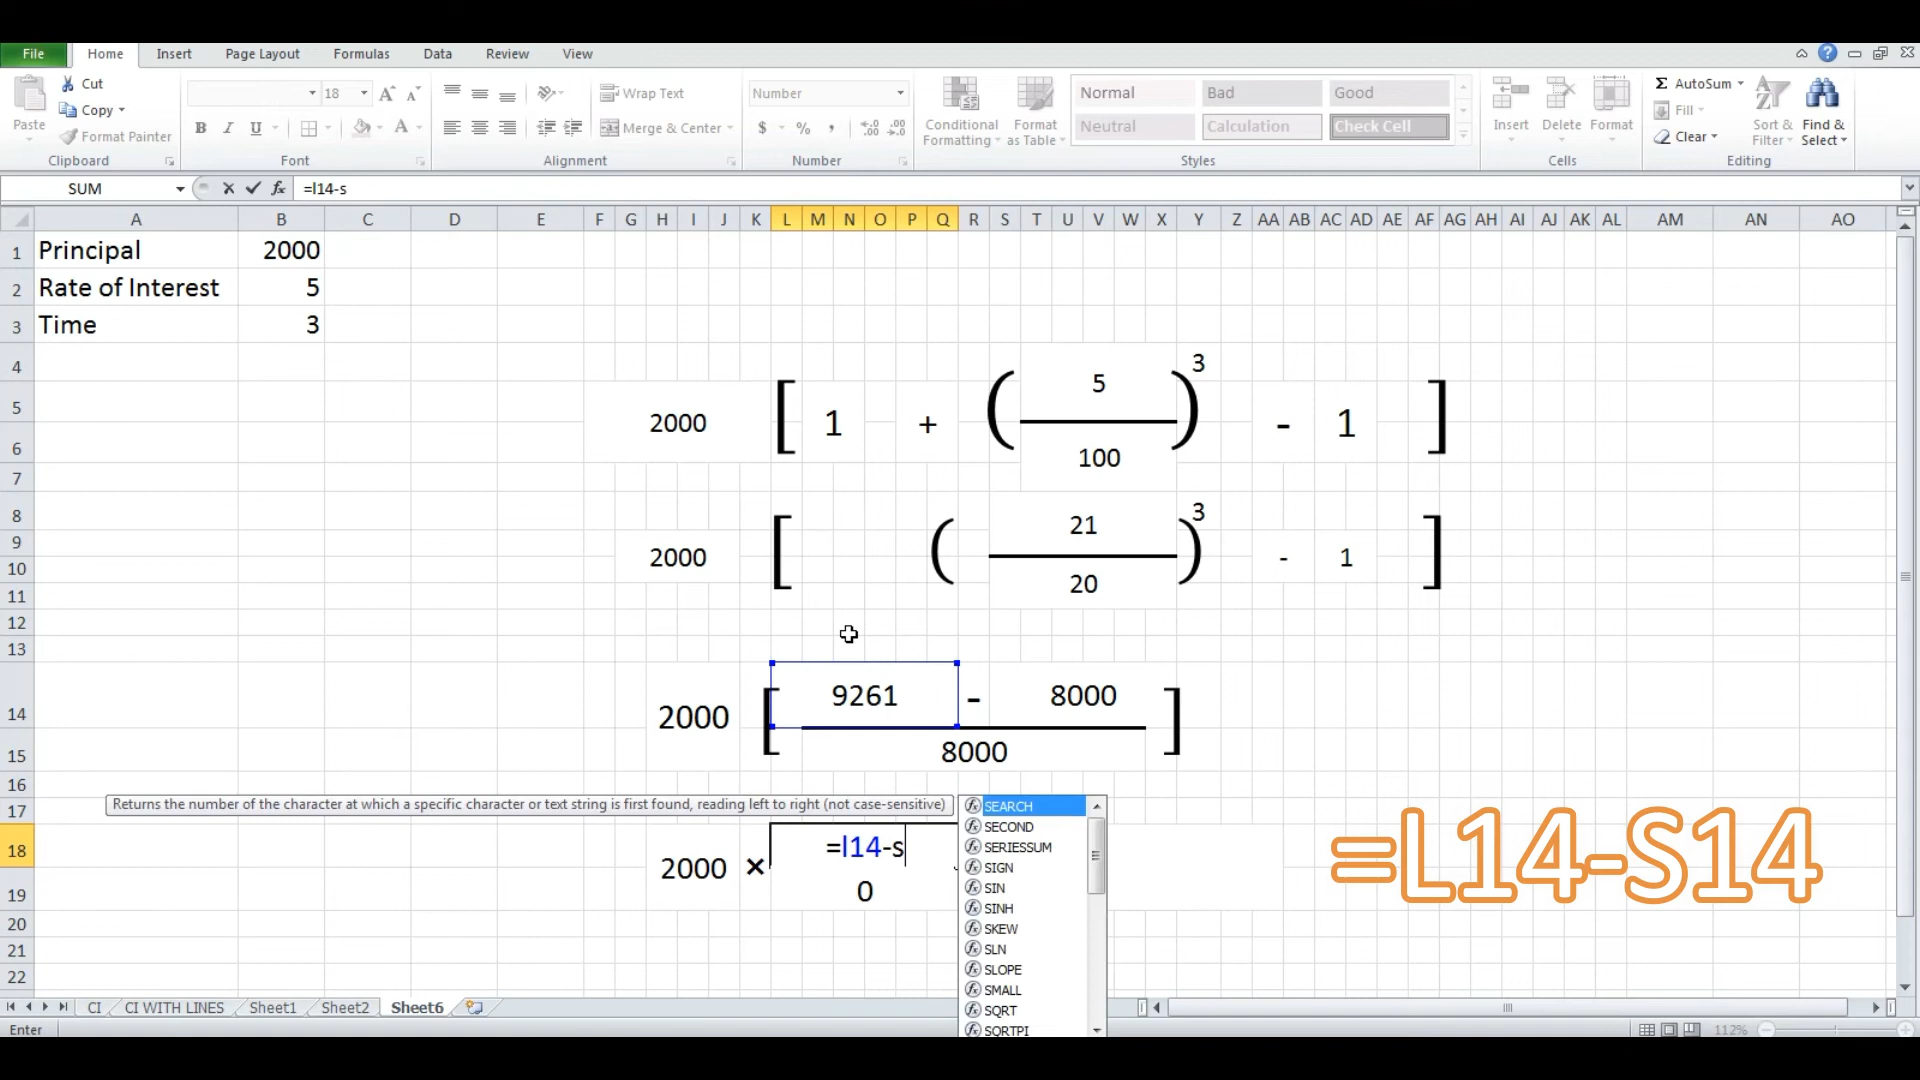 File Home Insert Page Layout Formulas Data Review View
Paste Cut Copy Format Painter Clipboard
18 A A B I U A Font
Wrap Text Merge & Center Alignment
Number $ % , Number
Conditional Formatting Format as Table
Normal Bad Good
Neutral Calculation Check Cell
Styles
Insert Delete Format Cells
Σ AutoSum Fill Clear Sort & Filter Find & Select Editing
SUM fx =l14-s
A B C D E F G H I J K L M N O P Q R S T U V W X Y Z AA AB AC AD AE AF AG AH AI AJ AK AL AM AN AO
1 Principal 2000
2 Rate of Interest 5
3 Time 3
4 3
5 5
2000 [ 1 + ( ) - 1 ]
6 100
7
8 21 3
9
2000 [ ( ) - 1 ]
10
11 20
12
13
14 2000 [ 9261 - 8000 ]
15 8000
16
17 Returns the number of the character at which a specific character or text string is first found, reading left to right (not case-sensitive)
18 2000 × =l14-s
19 0
20
21
22
SEARCH
SECOND
SERIESSUM
SIGN
SIN
SINH
SKEW
SLN
SLOPE
SMALL
SQRT
SQRTPI
=L14-S14
CI CI WITH LINES Sheet1 Sheet2 Sheet6
Enter 112%